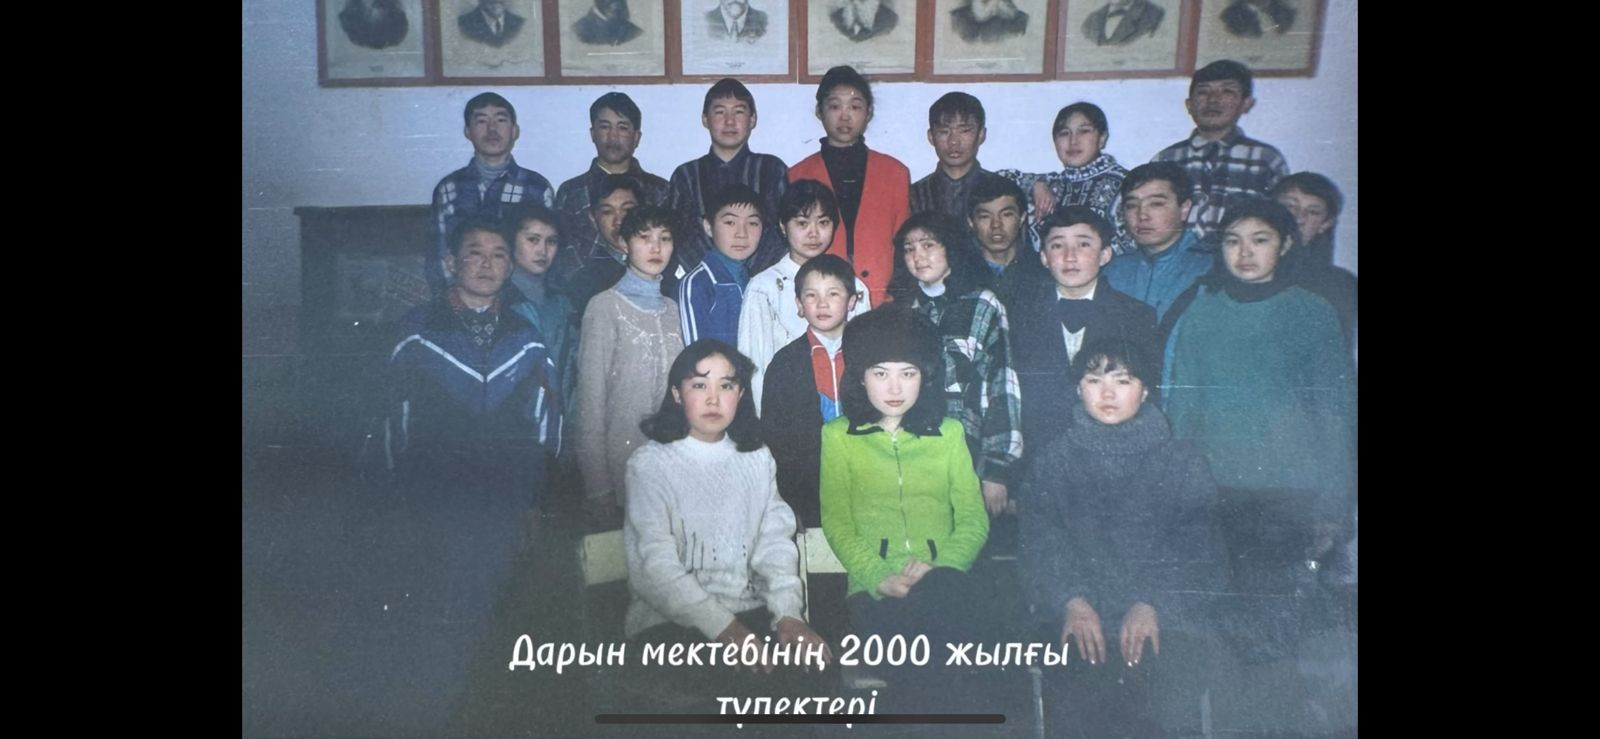 Дарын мектебінің 2000 жылғы
түлектері